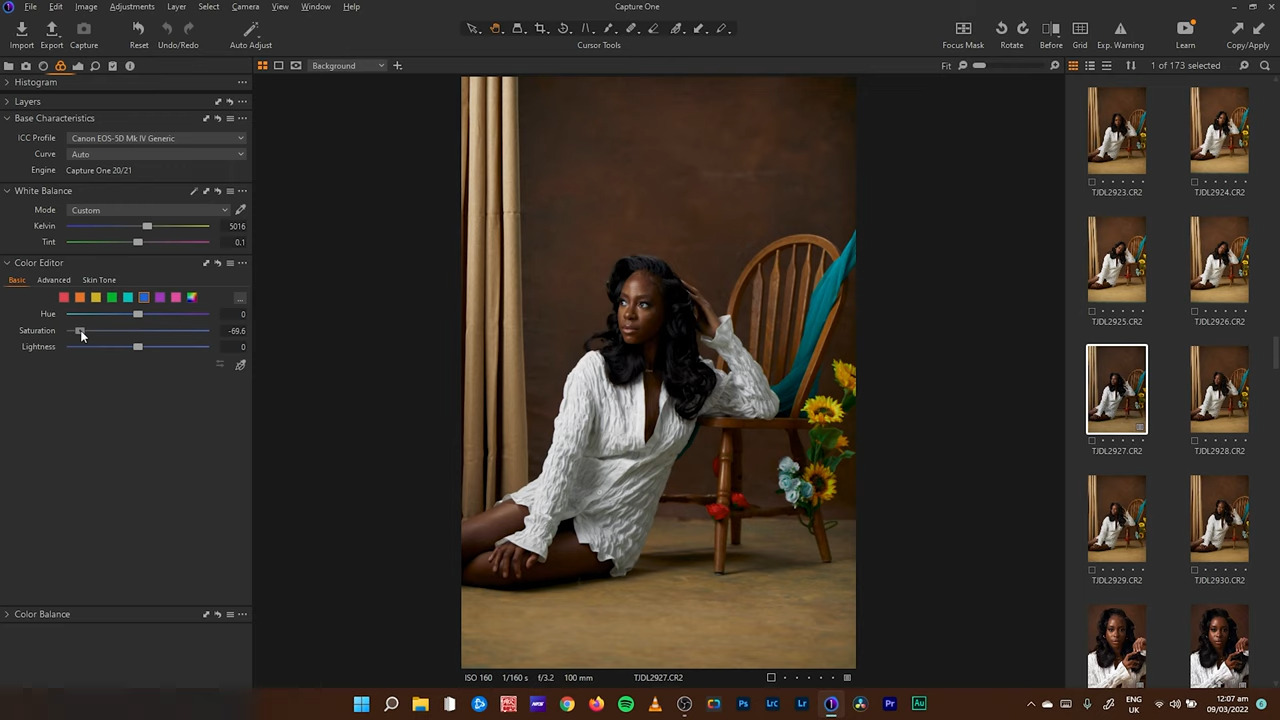 File Edit Image Adjustments Layer Select Camera View Window Help
Capture One
Import Export Capture Reset Undo/Redo Auto Adjust Cursor Tools Focus Mask Rotate Before Grid Exp. Warning Learn Copy/Apply
Background
Fit
1 of 173 selected
Histogram
Layers
Base Characteristics
ICC Profile Canon EOS-5D Mk IV Generic
Curve Auto
Engine Capture One 20/21
White Balance
Mode Custom
Kelvin 5016
Tint 0.1
Color Editor
Basic Advanced Skin Tone
...
Hue 0
Saturation -69.6
Lightness 0
Color Balance
ISO 160 1/160 s f/3.2 100 mm TJDL2927.CR2
TJDL2923.CR2 TJDL2924.CR2
TJDL2925.CR2 TJDL2926.CR2
TJDL2927.CR2 TJDL2928.CR2
TJDL2929.CR2 TJDL2930.CR2
Ps LrC Lr Pr Au
ENG
UK
12:07 am
09/03/2022